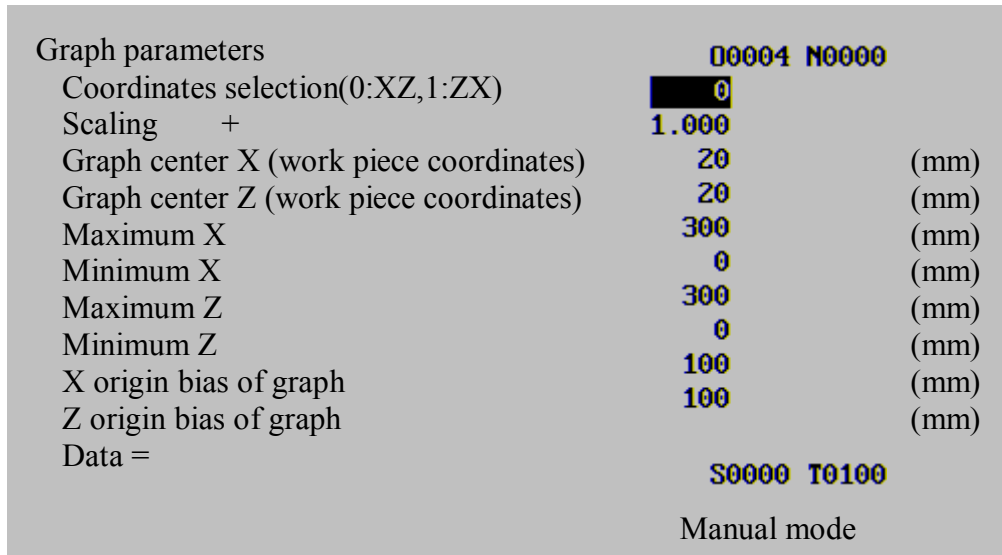 Graph parameters O0004 N0000
Coordinates selection(0:XZ,1:ZX) 0
Scaling + 1.000
Graph center X (work piece coordinates) 20 (mm)
Graph center Z (work piece coordinates) 20 (mm)
Maximum X 300 (mm)
Minimum X 0 (mm)
Maximum Z 300 (mm)
Minimum Z 0 (mm)
X origin bias of graph 100 (mm)
Z origin bias of graph 100 (mm)
Data =
S0000 T0100
Manual mode